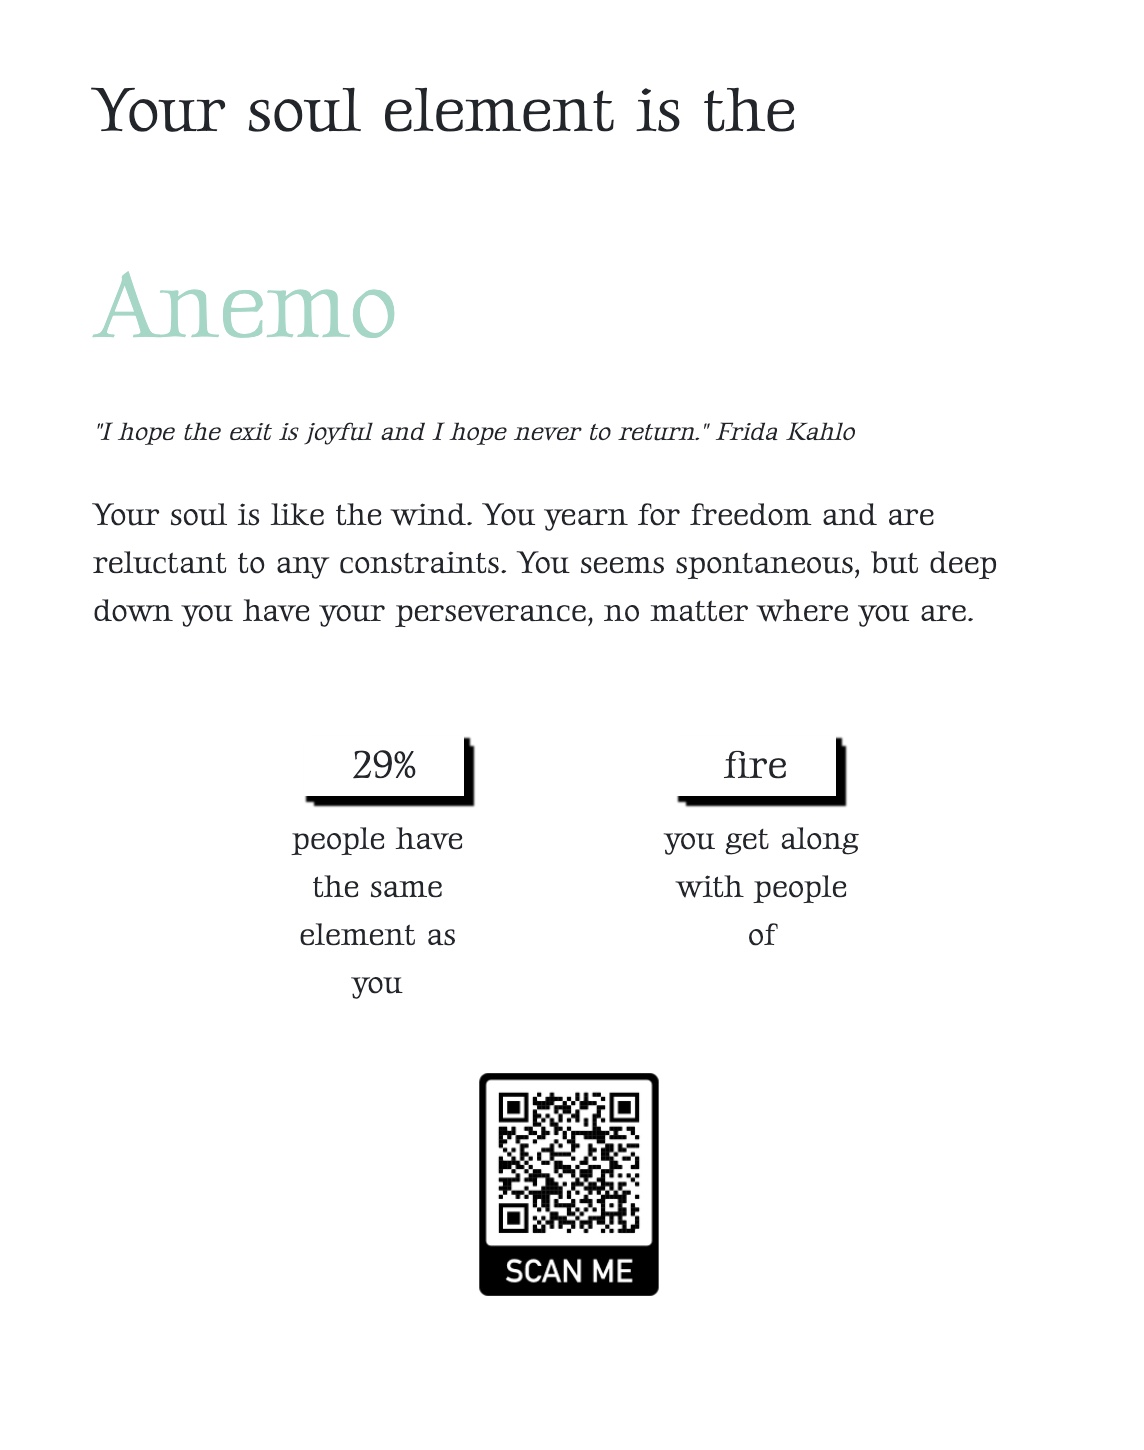 Your soul element is the
Anemo
"I hope the exit is joyful and I hope never to return." Frida Kahlo
Your soul is like the wind. You yearn for freedom and are
reluctant to any constraints. You seems spontaneous, but deep
down you have your perseverance, no matter where you are.
29%
people have
the same
element as
you
fire
you get along
with people
of
SCAN ME